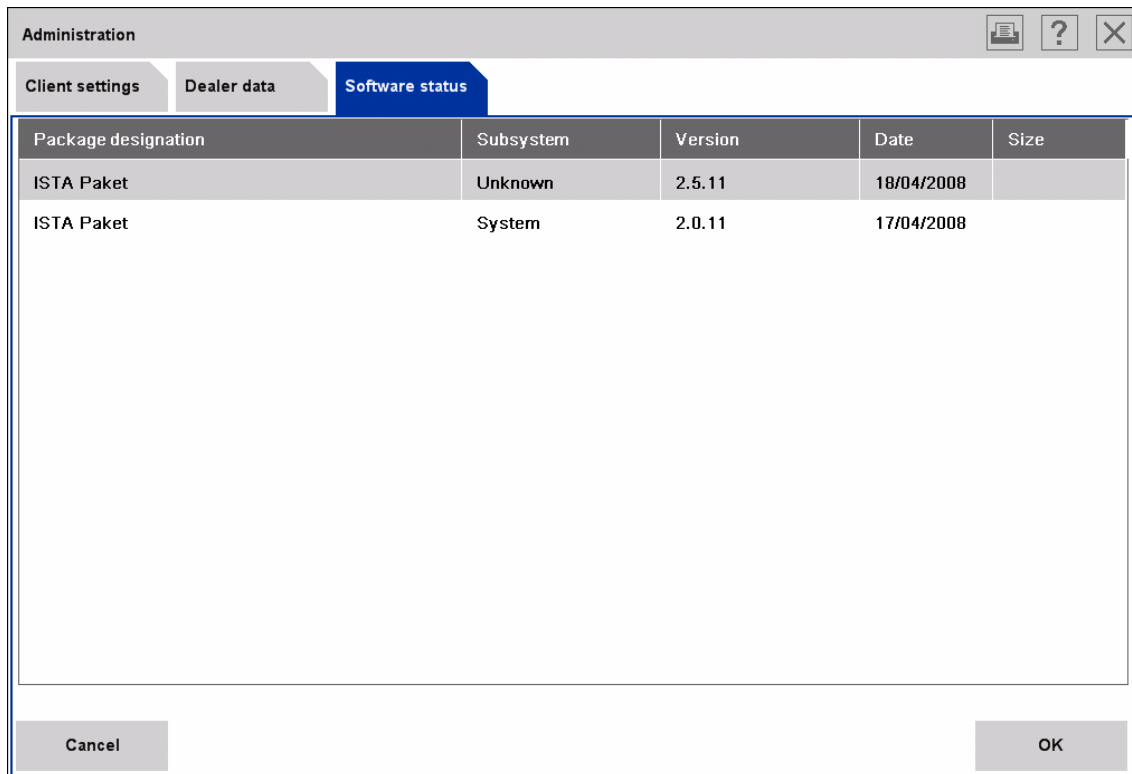 Administration
?
Client settings Dealer data Software status
Package designation Subsystem Version Date Size
ISTA Paket Unknown 2.5.11 18/04/2008
ISTA Paket System 2.0.11 17/04/2008
Cancel OK